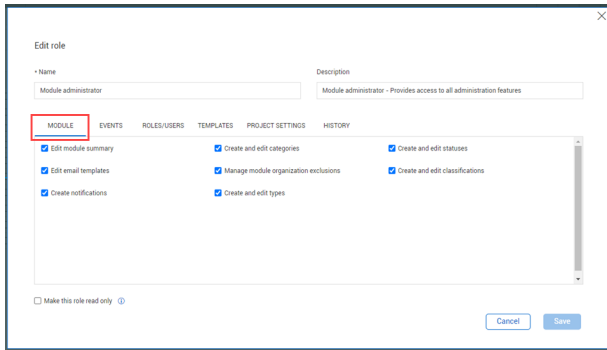 Edit role
• Name
Description
Module administrator
Module administrator - Provides access to all administration features
MODULE EVENTS ROLES/USERS TEMPLATES PROJECT SETTINGS HISTORY
Edit module summary Create and edit categories Create and edit statuses
Edit email templates Manage module organization exclusions Create and edit classifications
Create notifications Create and edit types
Make this role read only
Cancel Save